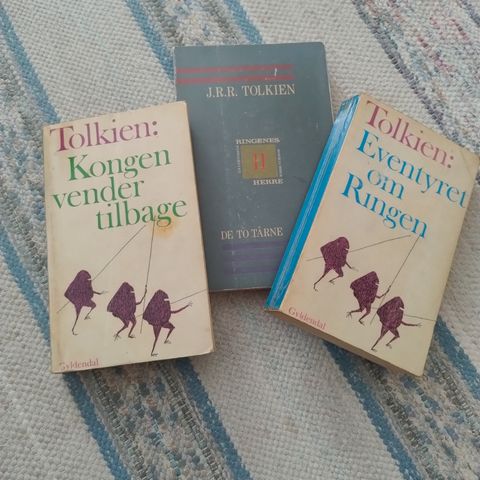 Tolkien:
Kongen
vender
tilbage
Gyldendal
J.R.R. TOLKIEN
RINGENES
II
HERRE
DE TO TÅRNE
Tolkien:
Eventyret
om
Ringen
Gyldendal